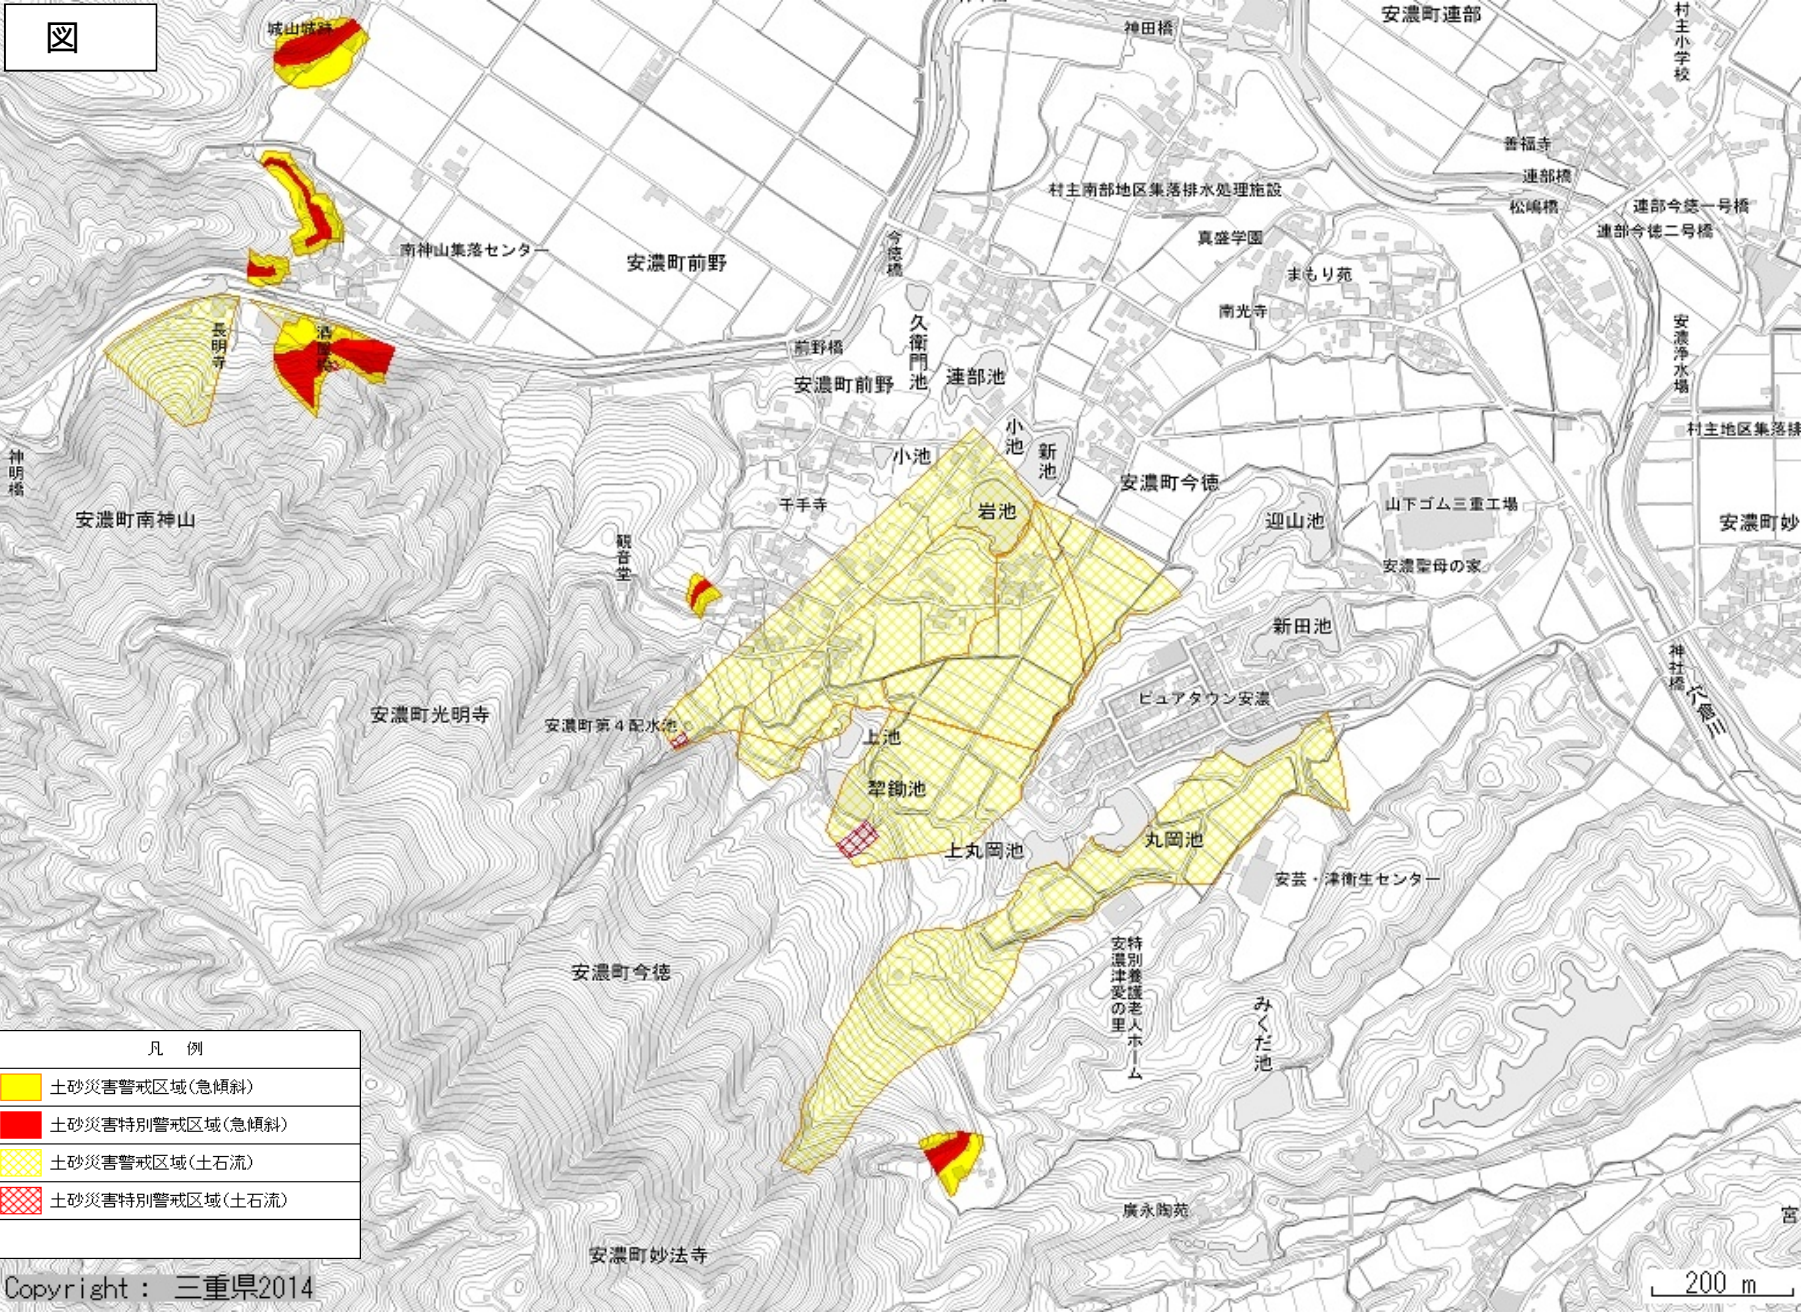 図
城山城跡
神田橋
安濃町連部
村主小学校
善福寺
連部橋
村主南部地区集落排水処理施設
松嶋橋
連部今徳一号橋
連部今徳二号橋
真盛学園
南神山集落センター
安濃町前野
今徳橋
まもり苑
南光寺
長明寺
久衛門池
安濃浄水場
前野橋
安濃町前野
連部池
小池
新池
小池
村主地区集落排
神明橋
安濃町南神山
千手寺
岩池
安濃町今徳
迎山池
山下ゴム三重工場
安濃町妙
観音堂
安濃聖母の家
新田池
神社橋
穴倉川
ピュアタウン安濃
安濃町光明寺
安濃町第4配水池
上池
犂鋤池
上丸岡池
丸岡池
安芸・津衛生センター
特別養護老人ホーム
安濃津愛の里
安濃町今徳
みくだ池
廣永陶苑
宮
安濃町妙法寺
凡 例
土砂災害警戒区域(急傾斜)
土砂災害特別警戒区域(急傾斜)
土砂災害警戒区域(土石流)
土砂災害特別警戒区域(土石流)
Copyright : 三重県2014
200 m